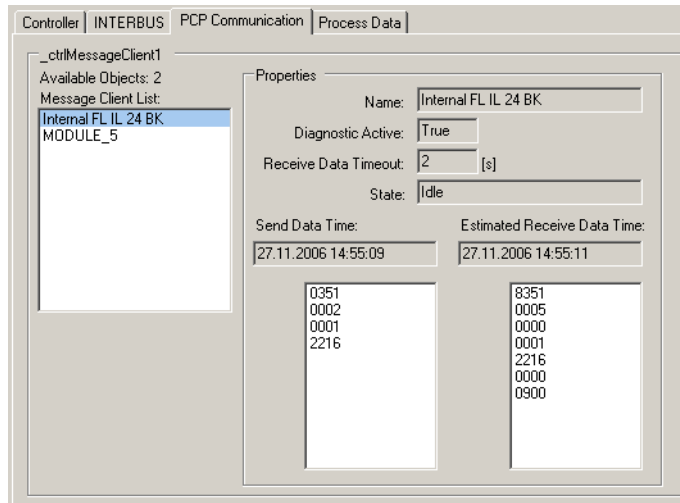 Controller INTERBUS PCP Communication Process Data
_ctrlMessageClient1
Available Objects: 2
Message Client List:
Internal FL IL 24 BK
MODULE_5
Properties
Name: Internal FL IL 24 BK
Diagnostic Active: True
Receive Data Timeout: 2 [s]
State: Idle
Send Data Time:
27.11.2006 14:55:09
0351
0002
0001
2216
Estimated Receive Data Time:
27.11.2006 14:55:11
8351
0005
0000
0001
2216
0000
0900